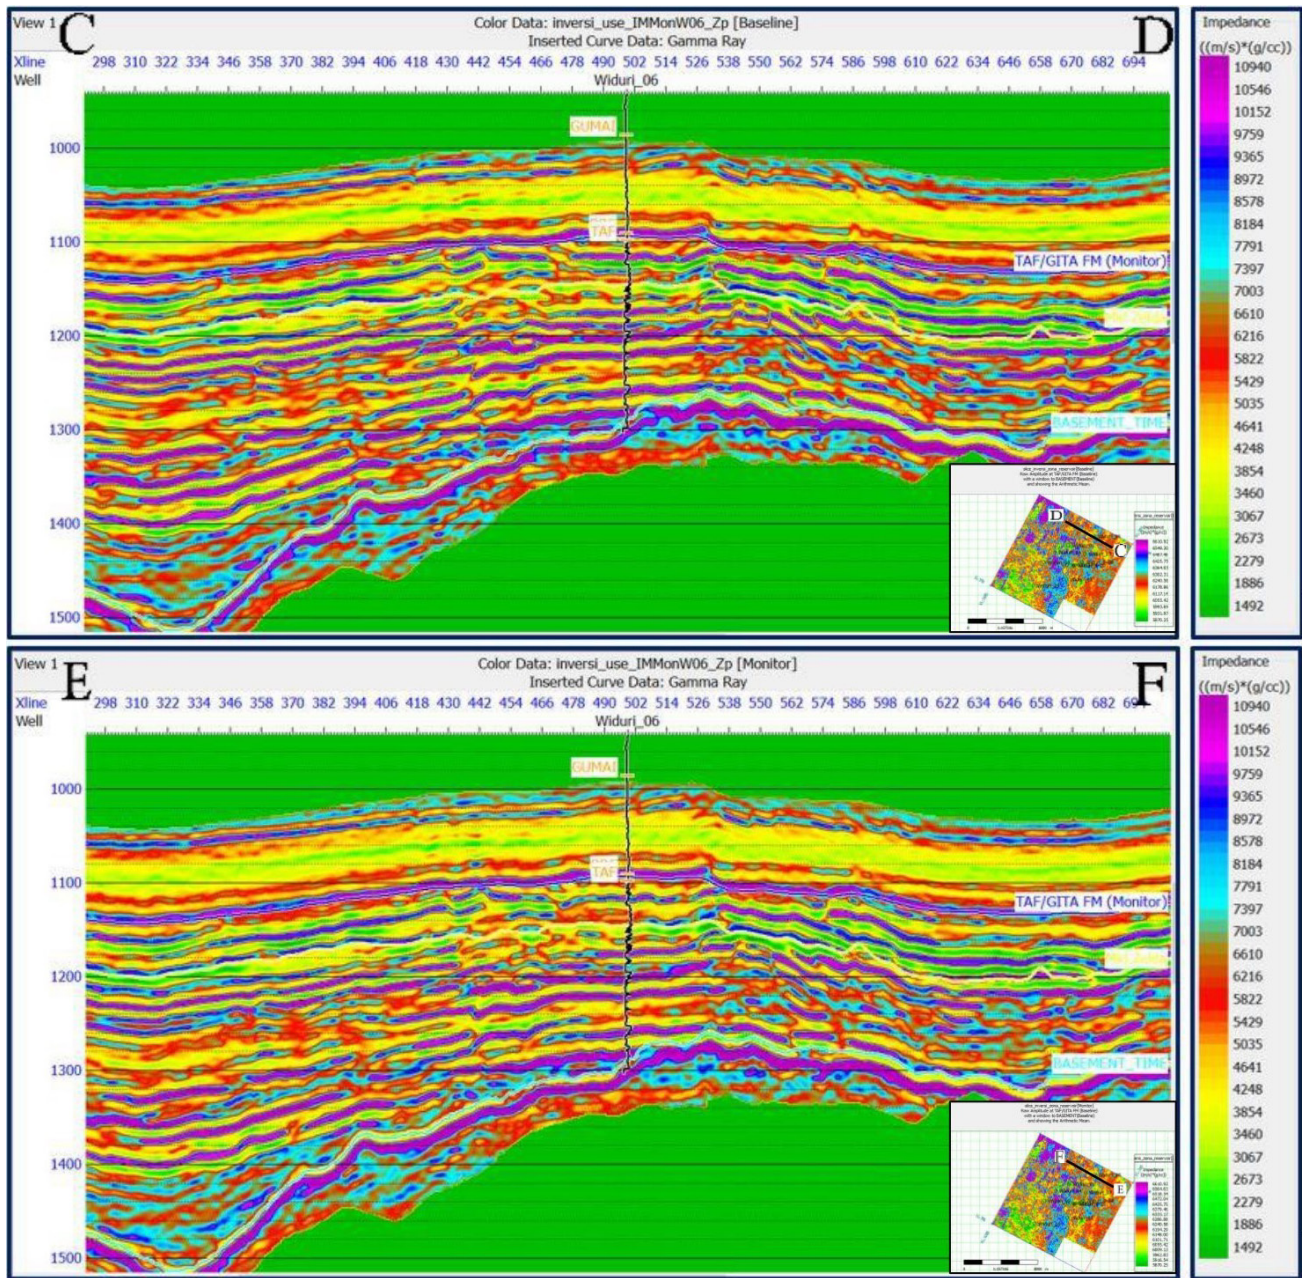 View 1
C
Color Data: inversi_use_IMMonW06_Zp [Baseline]
D
Inserted Curve Data: Gamma Ray
Xline 298 310 322 334 346 358 370 382 394 406 418 430 442 454 466 478 490 502 514 526 538 550 562 574 586 598 610 622 634 646 658 670 682 694
Well
Widuri_06
GUMAI
1000
TAF
1100
TAF/GITA FM (Monitor)
1200
BASEMENT_TIME
1300
1400
1500
D
C
Impedance
((m/s)*(g/cc)
10940
10546
10152
9759
9365
8972
8578
8184
7791
7397
7003
6610
6216
5822
5429
5035
4641
4248
3854
3460
3067
2673
2279
1886
1492
View 1
E
Color Data: inversi_use_IMMonW06_Zp [Monitor]
F
Inserted Curve Data: Gamma Ray
Xline 298 310 322 334 346 358 370 382 394 406 418 430 442 454 466 478 490 502 514 526 538 550 562 574 586 598 610 622 634 646 658 670 682
Well
Widuri_06
GUMAI
1000
TAF
1100
TAF/GITA FM (Monitor)
1200
BASEMENT_TIME
1300
1400
1500
F
E
Impedance
((m/s)*(g/cc)
10940
10546
10152
9759
9365
8972
8578
8184
7791
7397
7003
6610
6216
5822
5429
5035
4641
4248
3854
3460
3067
2673
2279
1886
1492